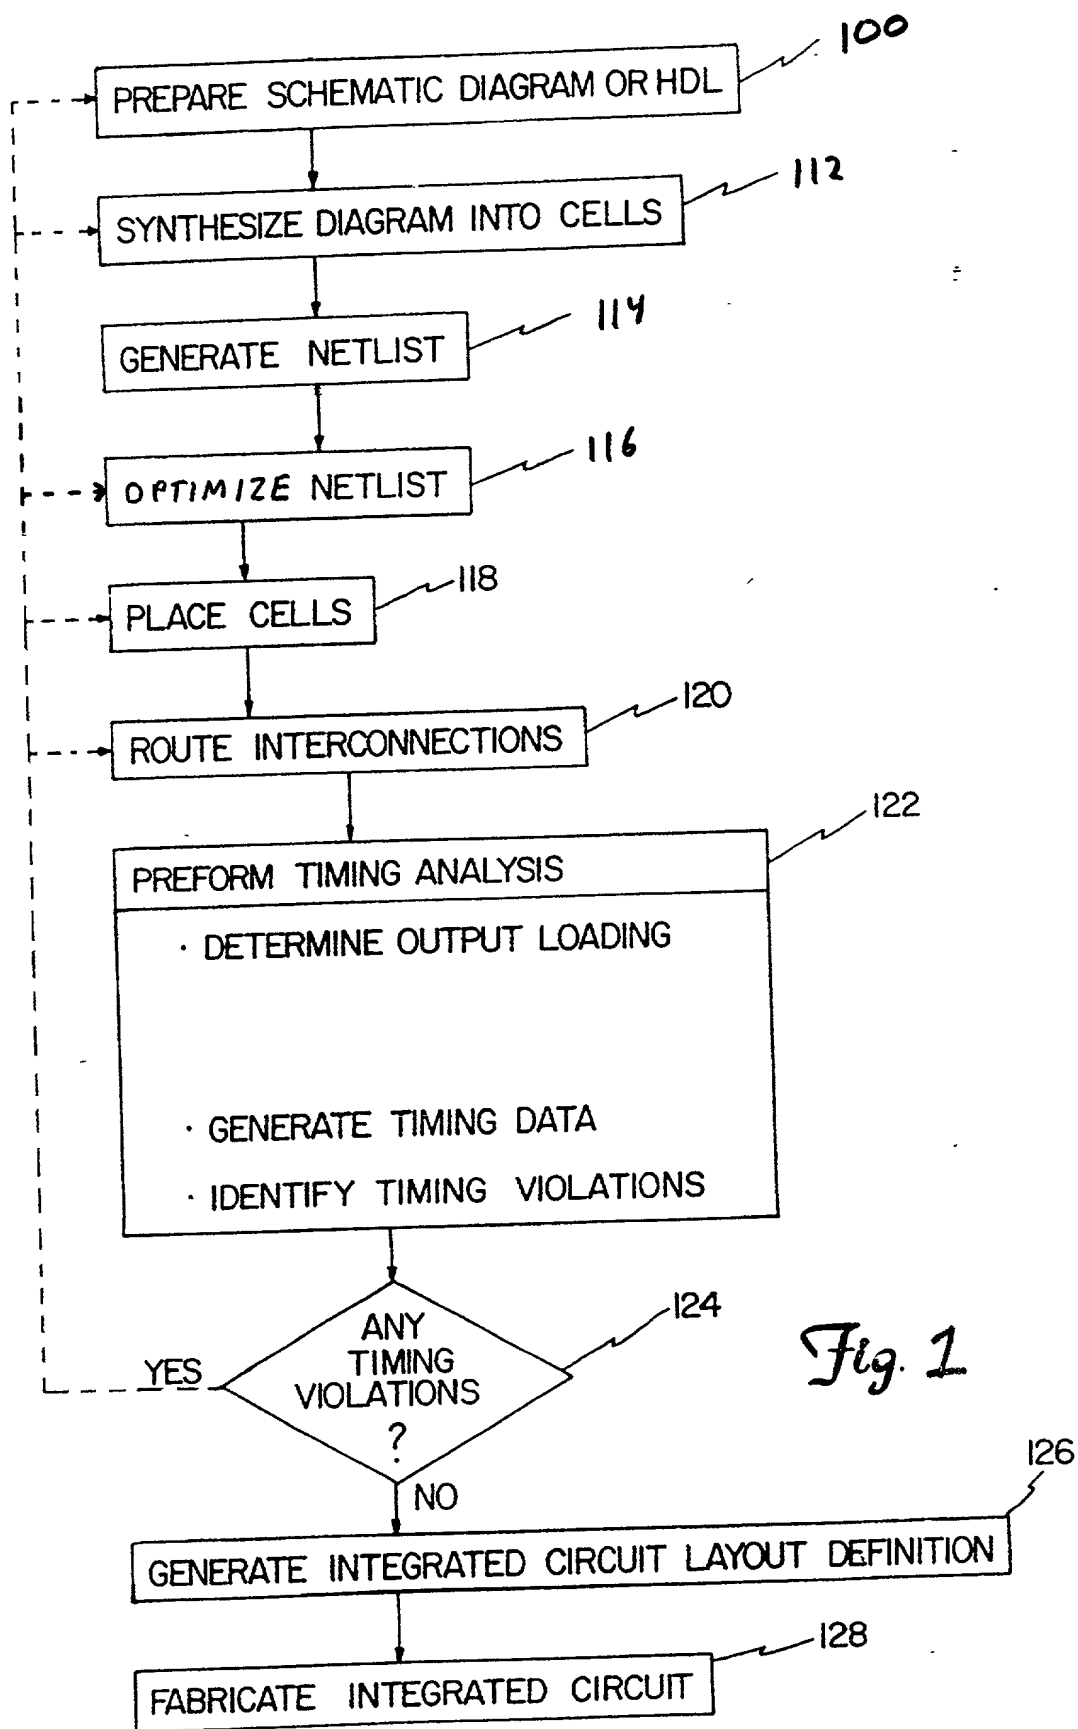 100
PREPARE SCHEMATIC DIAGRAM OR HDL
112
SYNTHESIZE DIAGRAM INTO CELLS
114
GENERATE NETLIST
116
OPTIMIZE NETLIST
118
PLACE CELLS
120
ROUTE INTERCONNECTIONS
122
PREFORM TIMING ANALYSIS
· DETERMINE OUTPUT LOADING
· GENERATE TIMING DATA
· IDENTIFY TIMING VIOLATIONS
124
ANY
TIMING
VIOLATIONS
?
YES
NO
Fig. 1
126
GENERATE INTEGRATED CIRCUIT LAYOUT DEFINITION
128
FABRICATE INTEGRATED CIRCUIT